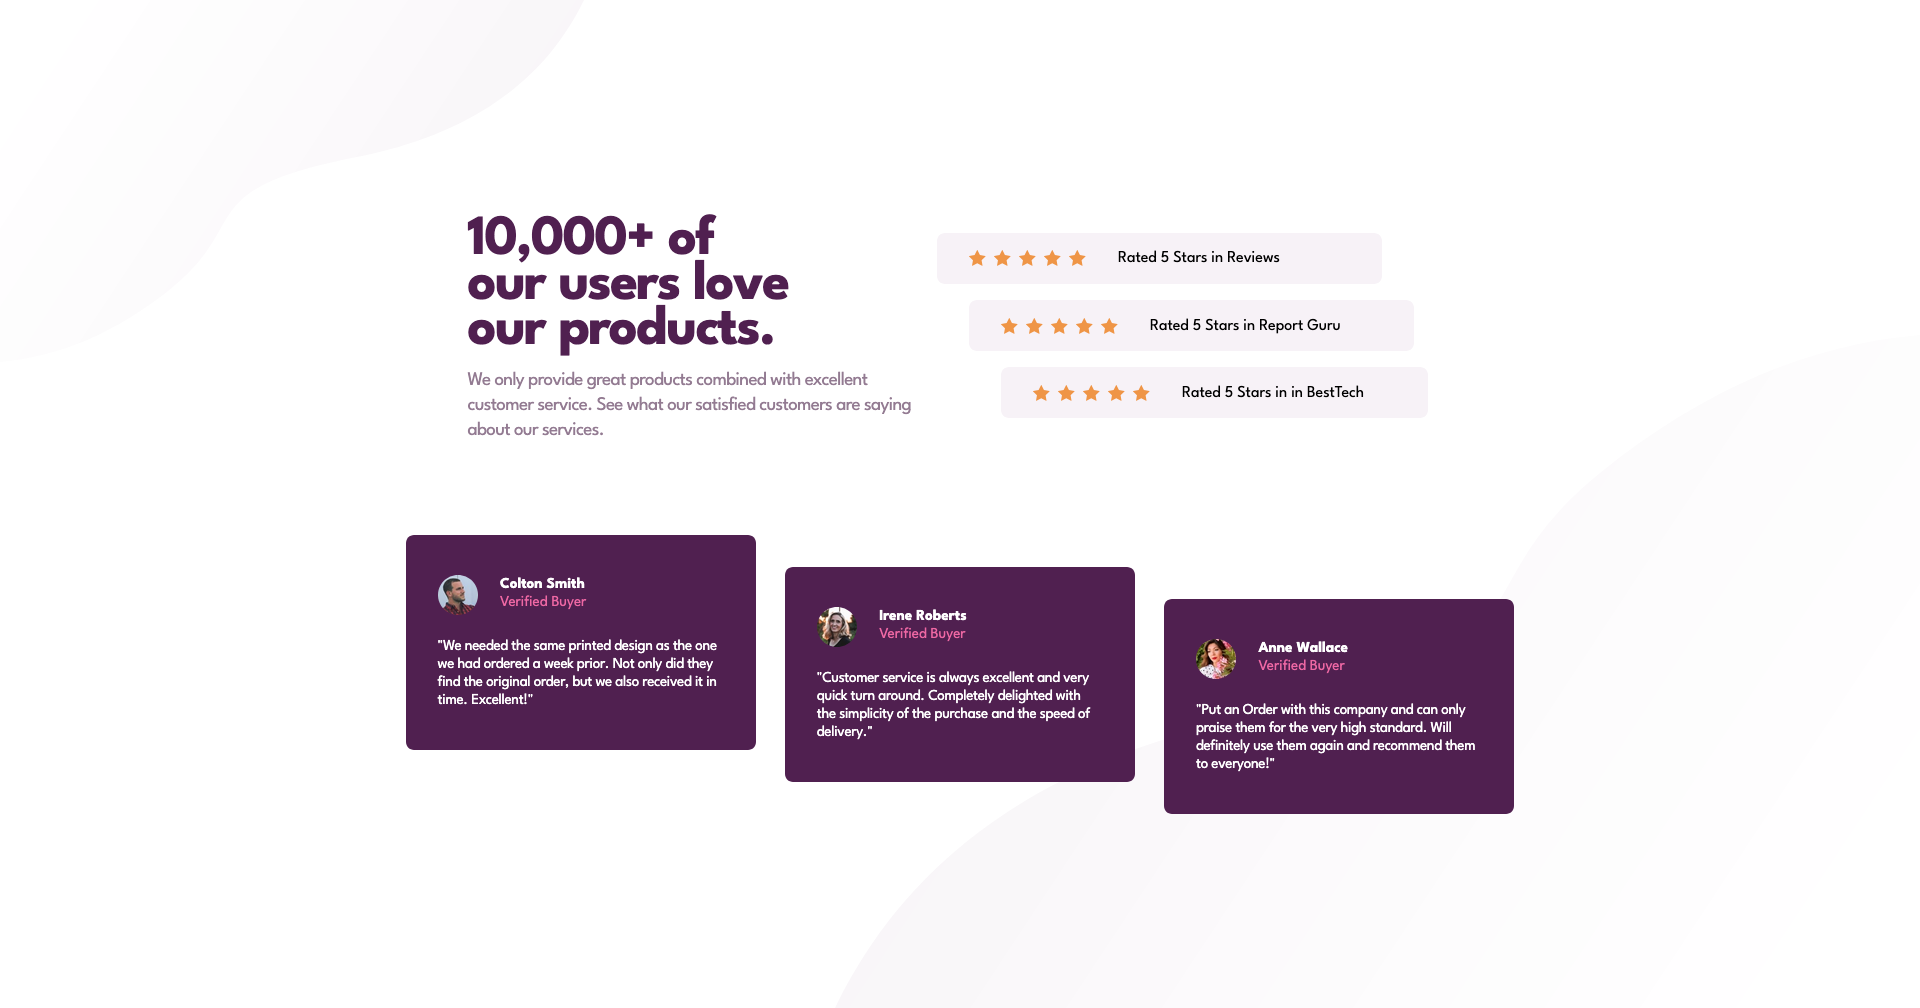 10,000+ of
our users love
our products.
We only provide great products combined with excellent
customer service. See what our satisfied customers are saying
about our services.
Rated 5 Stars in Reviews
Rated 5 Stars in Report Guru
Rated 5 Stars in in BestTech
Colton Smith
Verified Buyer
"We needed the same printed design as the one
we had ordered a week prior. Not only did they
find the original order, but we also received it in
time. Excellent!"
Irene Roberts
Verified Buyer
"Customer service is always excellent and very
quick turn around. Completely delighted with
the simplicity of the purchase and the speed of
delivery."
Anne Wallace
Verified Buyer
"Put an Order with this company and can only
praise them for the very high standard. Will
definitely use them again and recommend them
to everyone!"